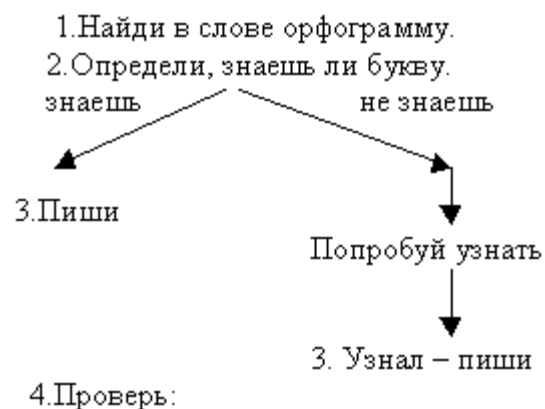 1.Найди в слове орфограмму.
2.Определи, знаешь ли букву.
знаешь не знаешь
3.Пиши
Попробуй узнать
3. Узнал – пиши
4.Проверь: